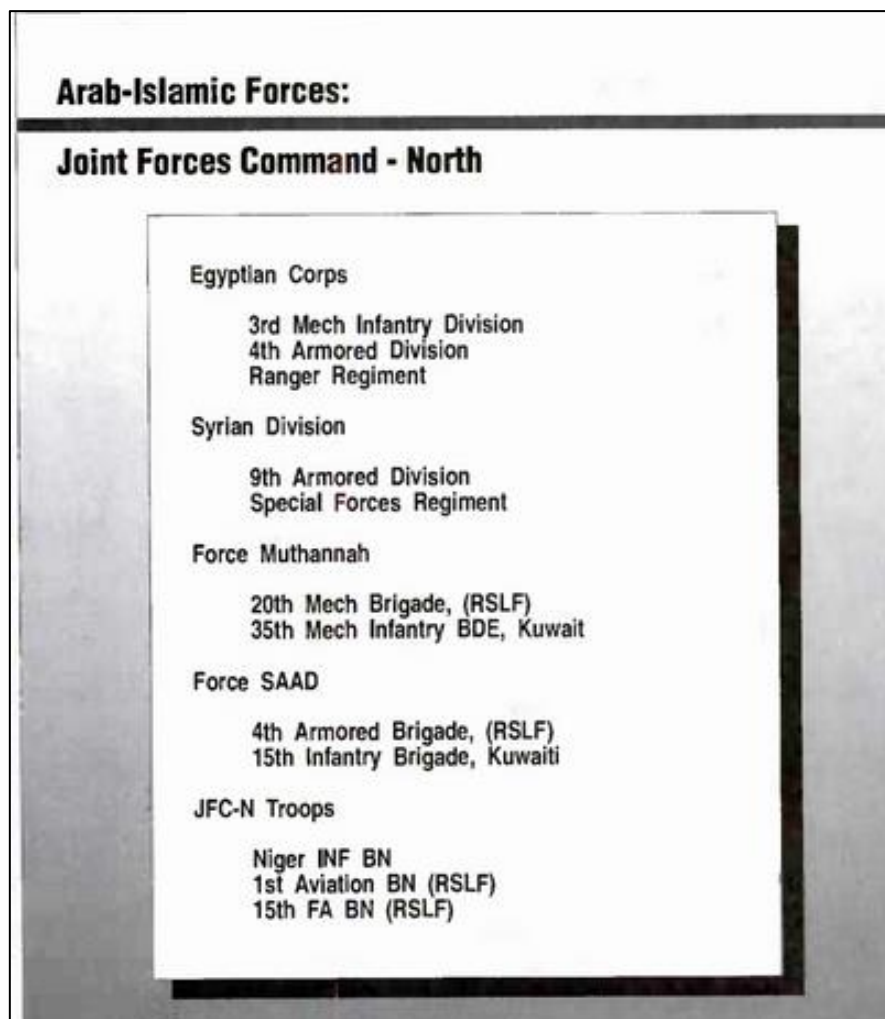 Arab-Islamic Forces:
Joint Forces Command - North
Egyptian Corps
3rd Mech Infantry Division
4th Armored Division
Ranger Regiment
Syrian Division
9th Armored Division
Special Forces Regiment
Force Muthannah
20th Mech Brigade, (RSLF)
35th Mech Infantry BDE, Kuwait
Force SAAD
4th Armored Brigade, (RSLF)
15th Infantry Brigade, Kuwaiti
JFC-N Troops
Niger INF BN
1st Aviation BN (RSLF)
15th FA BN (RSLF)